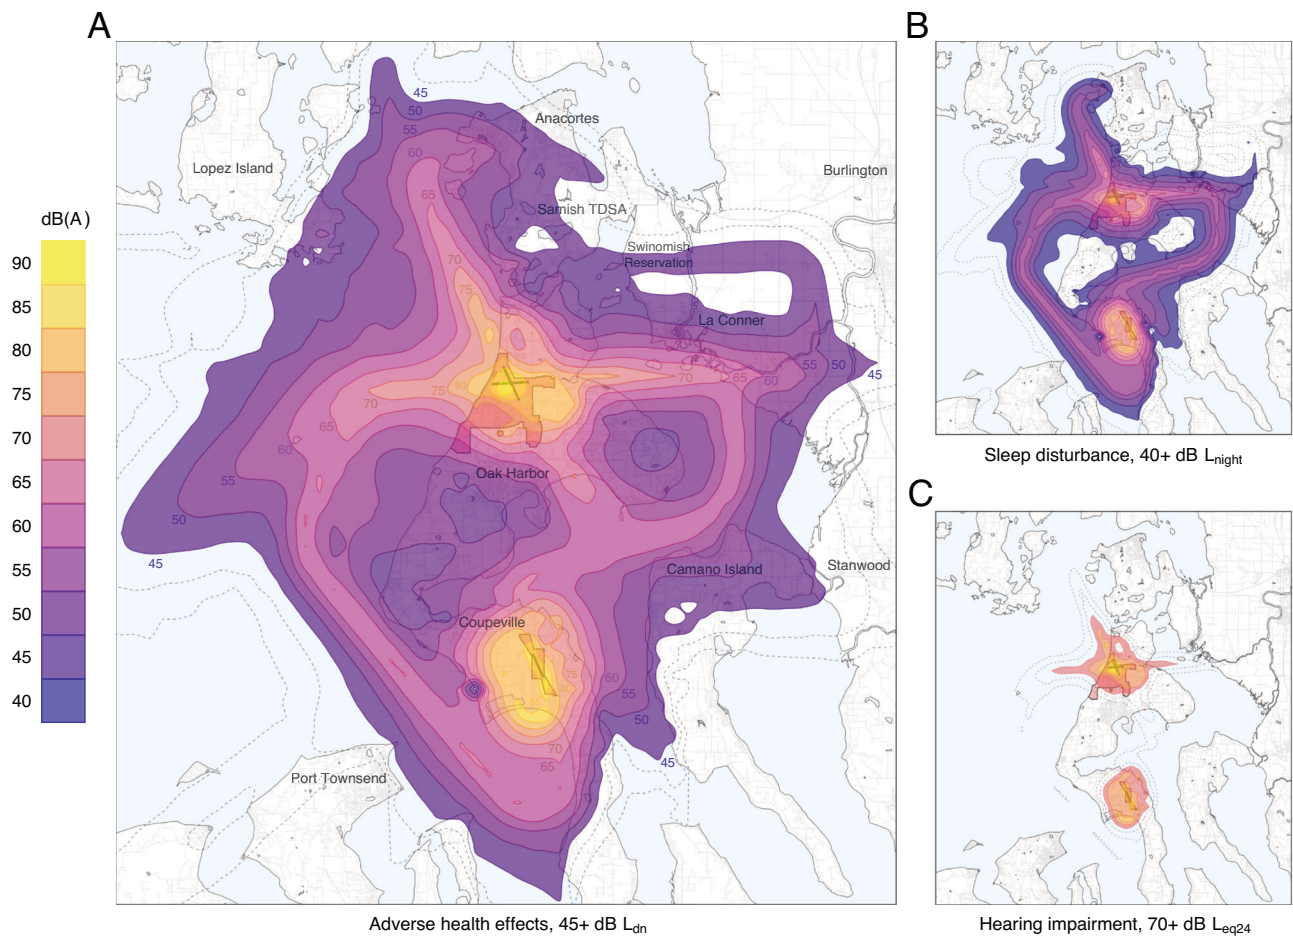 A
45
50
55
60
65
Anacortes
Lopez Island
Burlington
Samish TDSA
Swinomish
Reservation
70
75
La Conner
80
75
70
65
60
55
50
45
70
65
60
55
50
45
Oak Harbor
Camano Island
Stanwood
Coupeville
75
80
85
60
55
50
45
70
65
Port Townsend
Adverse health effects, 45+ dB Ldn
dB(A)
90
85
80
75
70
65
60
55
50
45
40
B
Sleep disturbance, 40+ dB Lnight
C
Hearing impairment, 70+ dB Leq24